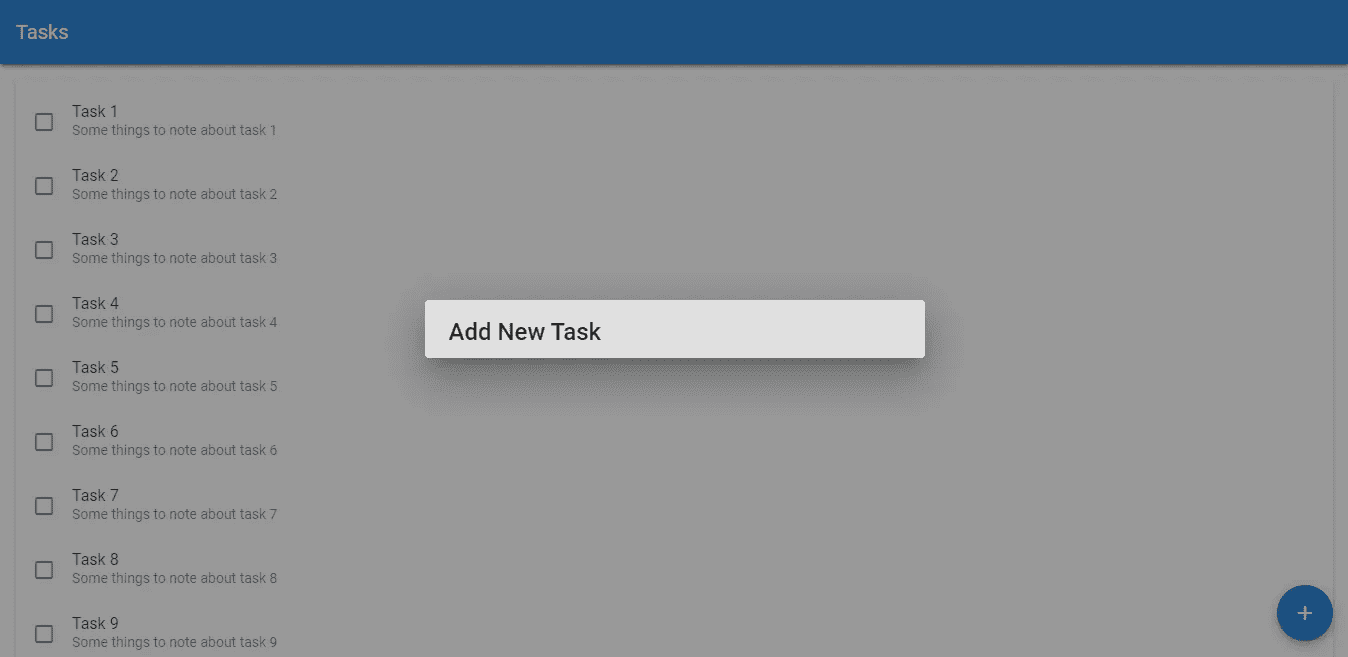 Tasks
Task 1
Some things to note about task 1
Task 2
Some things to note about task 2
Task 3
Some things to note about task 3
Task 4
Some things to note about task 4
Add New Task
Task 5
Some things to note about task 5
Task 6
Some things to note about task 6
Task 7
Some things to note about task 7
Task 8
Some things to note about task 8
Task 9
Some things to note about task 9
+